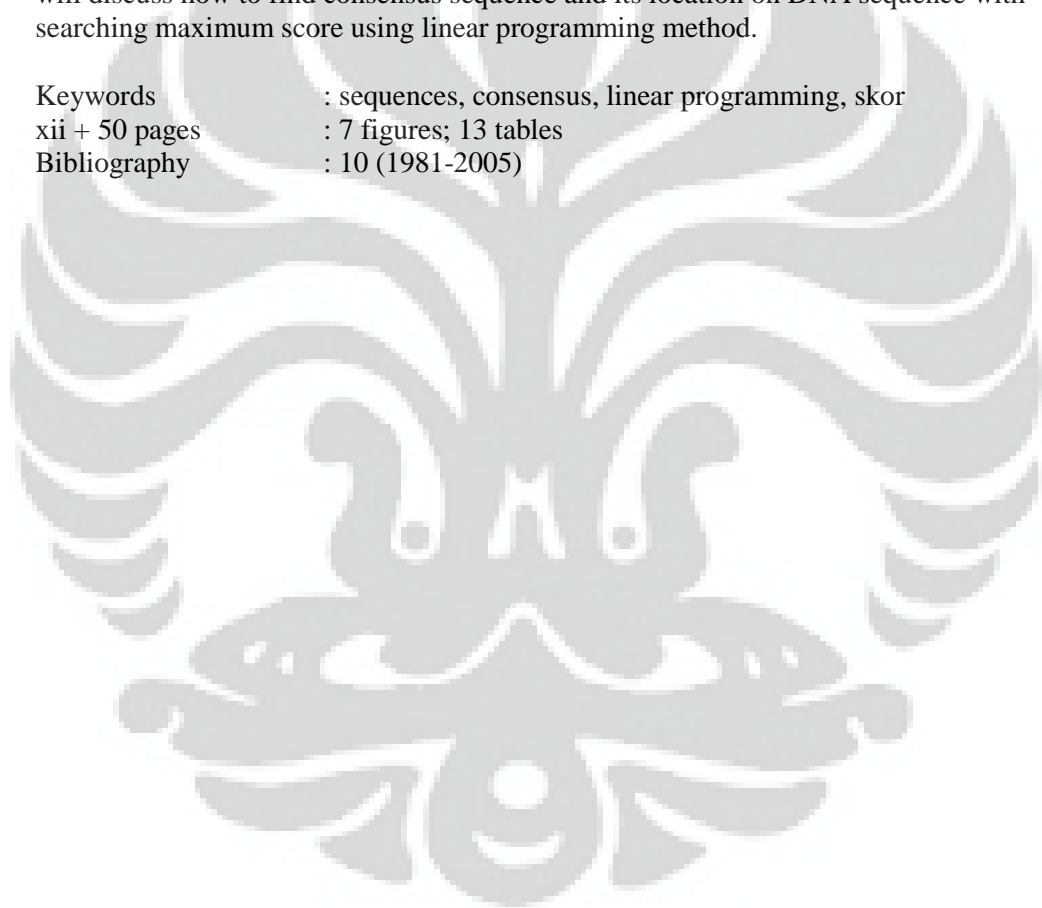 will discuss how to find consensus sequence and its location on DNA sequence with
searching maximum score using linear programming method.
Keywords : sequences, consensus, linear programming, skor
xii + 50 pages : 7 figures; 13 tables
Bibliography : 10 (1981-2005)